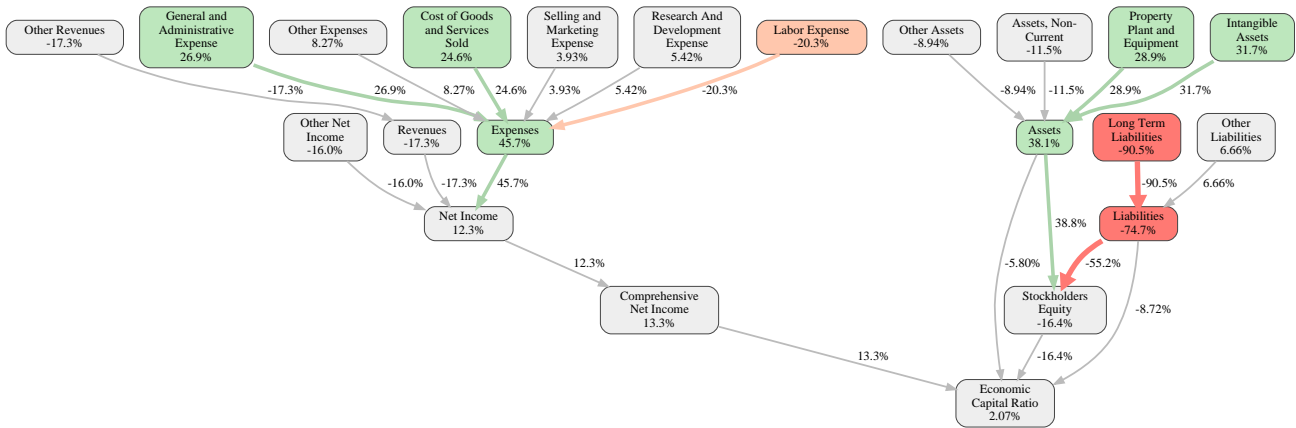 Other Revenues
-17.3%
General and
Administrative
Expense
26.9%
Other Expenses
8.27%
Cost of Goods
and Services
Sold
24.6%
Selling and
Marketing
Expense
3.93%
Research And
Development
Expense
5.42%
Labor Expense
-20.3%
Other Assets
-8.94%
Assets, Non-
Current
-11.5%
Property
Plant and
Equipment
28.9%
Intangible
Assets
31.7%
-17.3%
26.9%
8.27%
24.6%
3.93%
5.42%
-20.3%
-8.94%
-11.5%
28.9%
31.7%
Other Net
Income
-16.0%
Revenues
-17.3%
Expenses
45.7%
Assets
38.1%
Long Term
Liabilities
-90.5%
Other
Liabilities
6.66%
-16.0%
-17.3%
45.7%
-90.5%
6.66%
Net Income
12.3%
Liabilities
-74.7%
38.8%
12.3%
-5.80%
-55.2%
Comprehensive
Net Income
13.3%
Stockholders
Equity
-16.4%
-8.72%
13.3%
-16.4%
Economic
Capital Ratio
2.07%